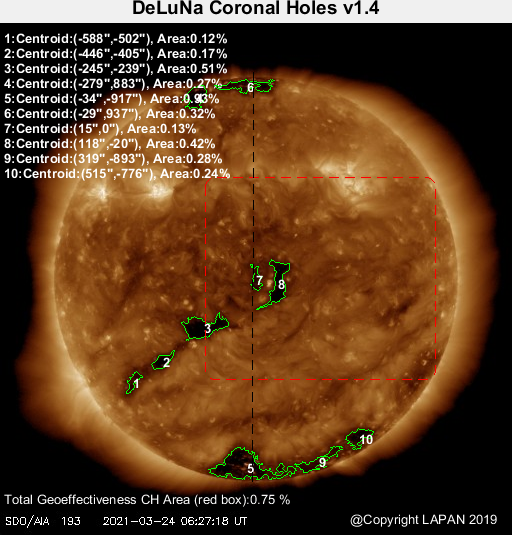 DeLuNa Coronal Holes v1.4
1:Centroid:(-588",-502"), Area:0.12%
2:Centroid:(-446",-405"), Area:0.17%
3:Centroid:(-245",-239"), Area:0.51%
4:Centroid:(-279",883"), Area:0.27%
5:Centroid:(-34",-917"), Area:0.93%
6:Centroid:(-29",937"), Area:0.32%
7:Centroid:(15",0"), Area:0.13%
8:Centroid:(118",-20"), Area:0.42%
9:Centroid:(319",-893"), Area:0.28%
10:Centroid:(515",-776"), Area:0.24%
6
4
7
8
3
2
1
10
9
5
Total Geoeffectiveness CH Area (red box):0.75 %
SDO/AIA 193 2021-03-24 06:27:18 UT
@Copyright LAPAN 2019